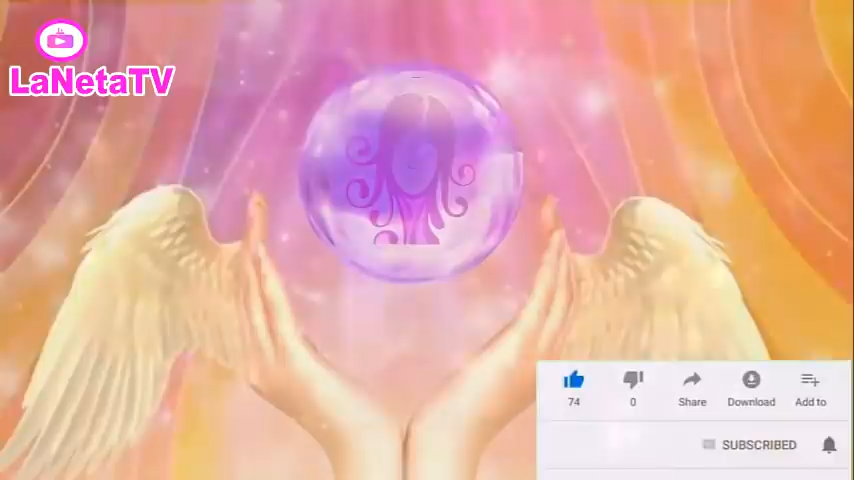 LaNetaTV
74
0
Share
Download
Add to
SUBSCRIBED